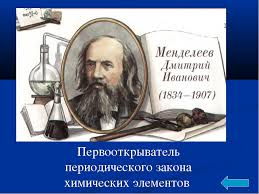 Менделеев
Дмитрий
Иванович
(1834–1907)
Первооткрыватель
периодического закона
химических элементов